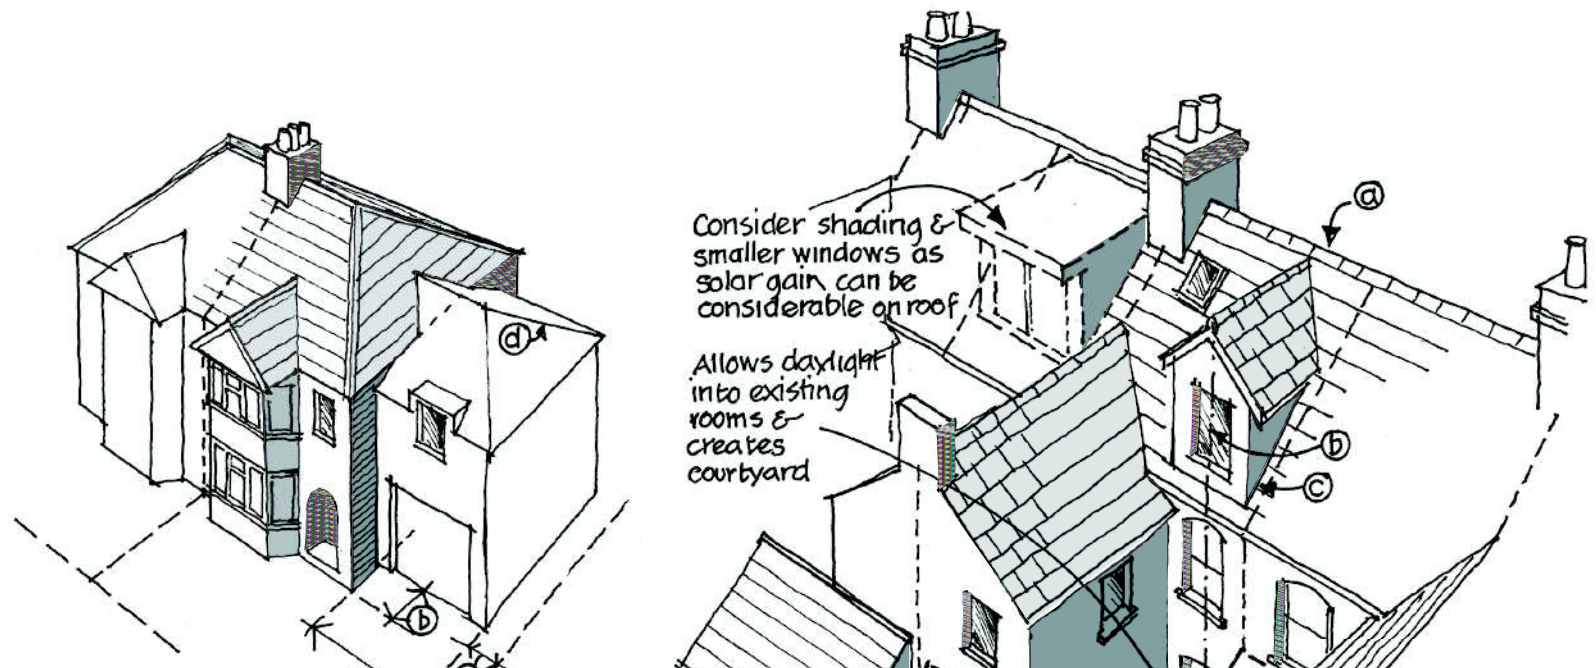 Consider shading &
smaller windows as
solar gain can be
considerable on roof
Allows daylight
into existing
rooms &
creates
courtyard
a
b
c
d
b